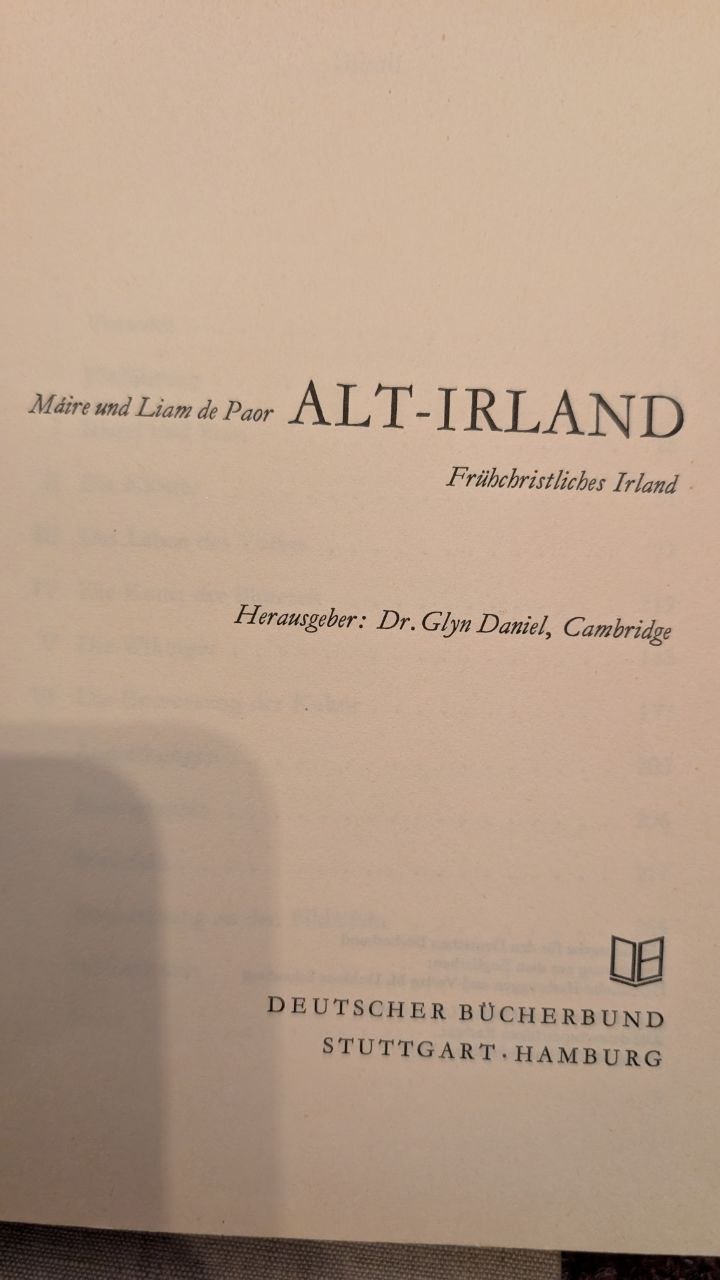 Máire und Liam de Paor ALT-IRLAND
Frühchristliches Irland
Herausgeber: Dr. Glyn Daniel, Cambridge
DEUTSCHER BÜCHERBUND
STUTTGART · HAMBURG